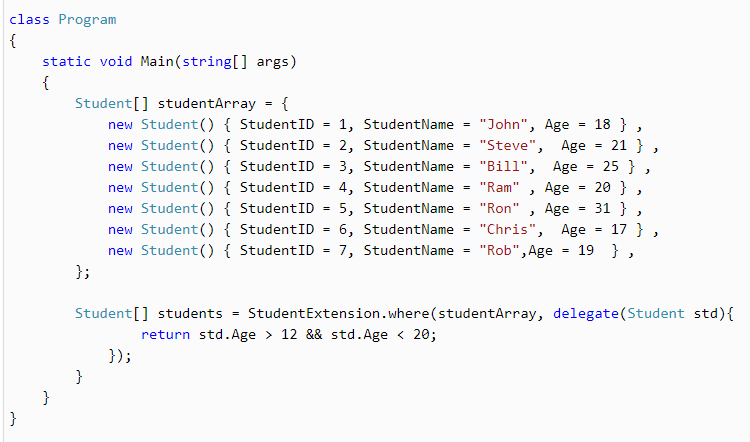 class Program
{
    static void Main(string[] args)
    {
        Student[] studentArray = {
            new Student() { StudentID = 1, StudentName = "John", Age = 18 } ,
            new Student() { StudentID = 2, StudentName = "Steve",  Age = 21 } ,
            new Student() { StudentID = 3, StudentName = "Bill",  Age = 25 } ,
            new Student() { StudentID = 4, StudentName = "Ram" , Age = 20 } ,
            new Student() { StudentID = 5, StudentName = "Ron" , Age = 31 } ,
            new Student() { StudentID = 6, StudentName = "Chris",  Age = 17 } ,
            new Student() { StudentID = 7, StudentName = "Rob",Age = 19  } ,
        };

        Student[] students = StudentExtension.where(studentArray, delegate(Student std){
                return std.Age > 12 && std.Age < 20;
            });
        }
    }
}